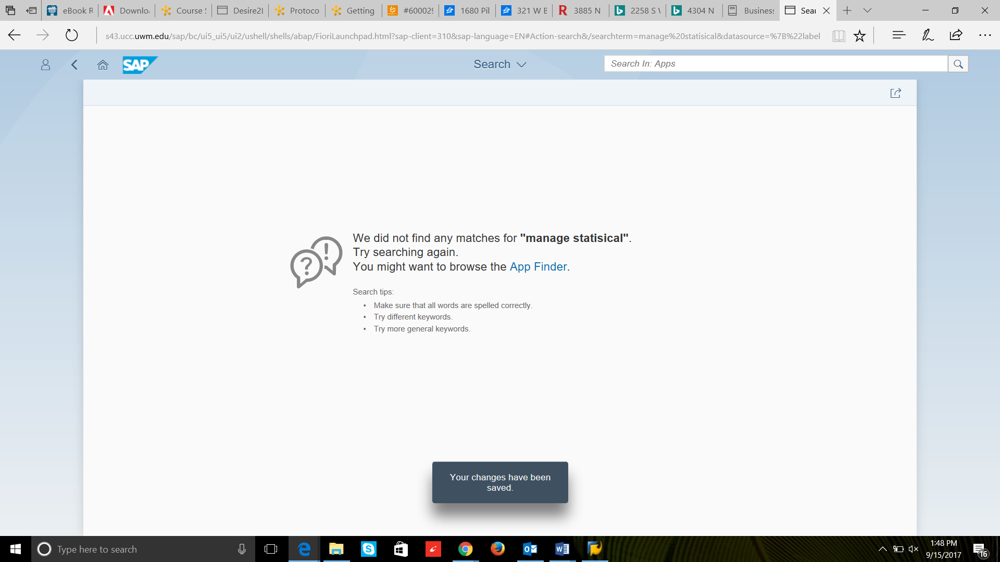 eBook R
Downlo
Course S
Desire2L
Protoco
Getting
#600029
1680 Pil
321 W B
3885 N
2258 S
4304 N
Business
Sear
s43.ucc.uwm.edu/sap/bc/ui5_ui5/ui2/ushell/shells/abap/FioriLaunchpad.html?sap-client=310&sap-language=EN#Action-search&/searchterm=manage%20statisical&datasource=%7B%22label
SAP
Search
Search In: Apps
We did not find any matches for "manage statisical".
Try searching again.
You might want to browse the App Finder.
Search tips:
• Make sure that all words are spelled correctly.
• Try different keywords.
• Try more general keywords.
Your changes have been
saved.
Type here to search
1:48 PM
9/15/2017
16